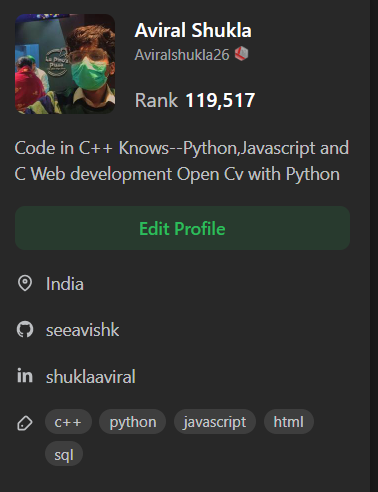 Aviral Shukla
Aviralshukla26
Rank 119,517
Code in C++ Knows--Python,Javascript and
C Web development Open Cv with Python
Edit Profile
India
seeavishk
shuklaaviral
c++ python javascript html
sql